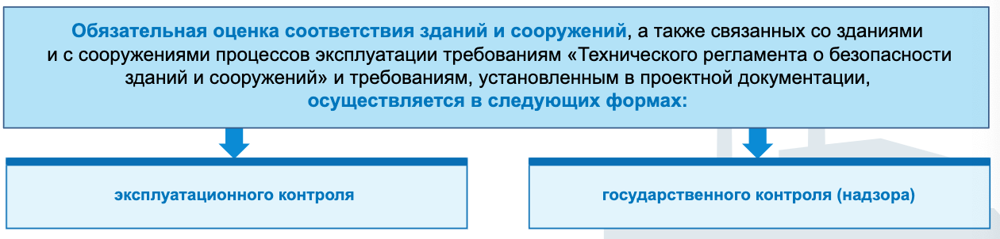 Обязательная оценка соответствия зданий и сооружений, а также связанных со зданиями
и с сооружениями процессов эксплуатации требованиям «Технического регламента о безопасности
зданий и сооружений» и требованиям, установленным в проектной документации,
осуществляется в следующих формах:
эксплуатационного контроля
государственного контроля (надзора)